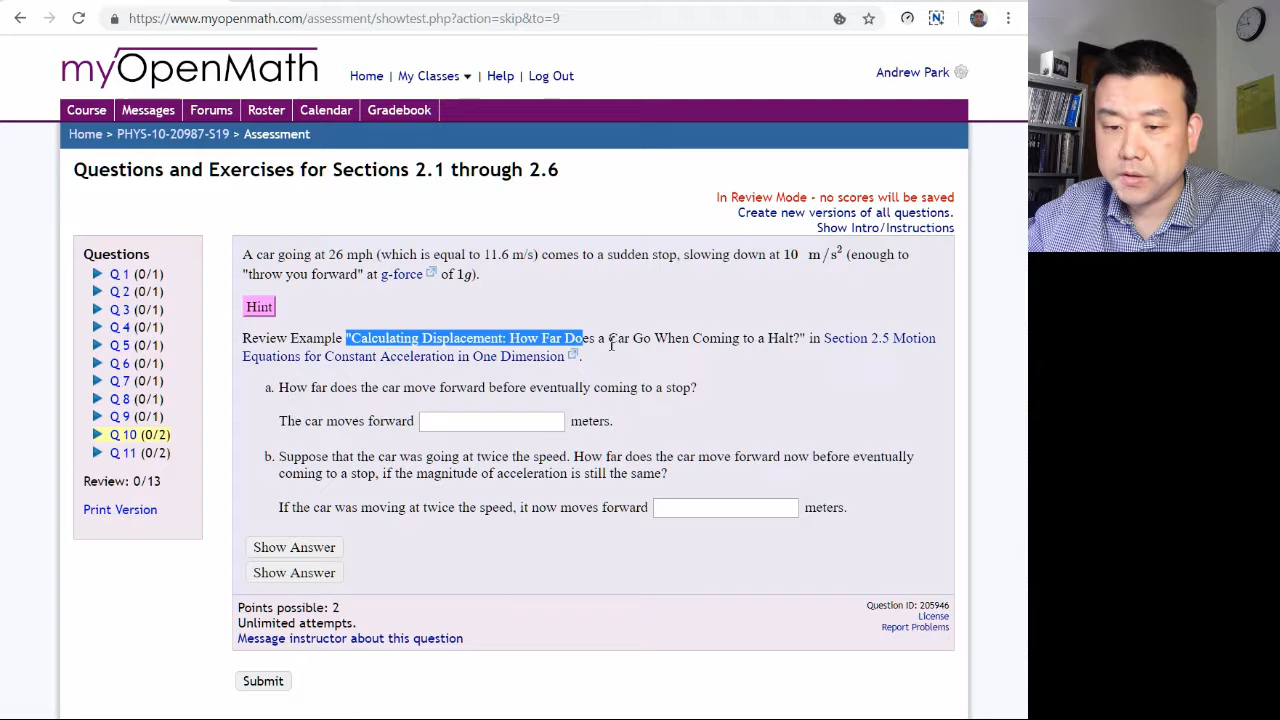 https://www.myopenmath.com/assessment/showtest.php?action=skip&to=9
myOpenMath
Home | My Classes ▼ | Help | Log Out
Andrew Park
Course Messages Forums Roster Calendar Gradebook
Home > PHYS-10-20987-S19 > Assessment
Questions and Exercises for Sections 2.1 through 2.6
In Review Mode - no scores will be saved
Create new versions of all questions.
Show Intro/Instructions
Questions
Q 1 (0/1)
Q 2 (0/1)
Q 3 (0/1)
Q 4 (0/1)
Q 5 (0/1)
Q 6 (0/1)
Q 7 (0/1)
Q 8 (0/1)
Q 9 (0/1)
Q 10 (0/2)
Q 11 (0/2)
Review: 0/13
Print Version
A car going at 26 mph (which is equal to 11.6 m/s) comes to a sudden stop, slowing down at 10 m/s² (enough to
"throw you forward" at g-force of 1g).
Hint
Review Example "Calculating Displacement: How Far Does a Car Go When Coming to a Halt?" in Section 2.5 Motion
Equations for Constant Acceleration in One Dimension.
a. How far does the car move forward before eventually coming to a stop?
The car moves forward meters.
b. Suppose that the car was going at twice the speed. How far does the car move forward now before eventually
coming to a stop, if the magnitude of acceleration is still the same?
If the car was moving at twice the speed, it now moves forward meters.
Show Answer
Show Answer
Points possible: 2
Unlimited attempts.
Message instructor about this question
Question ID: 205946
License
Report Problems
Submit